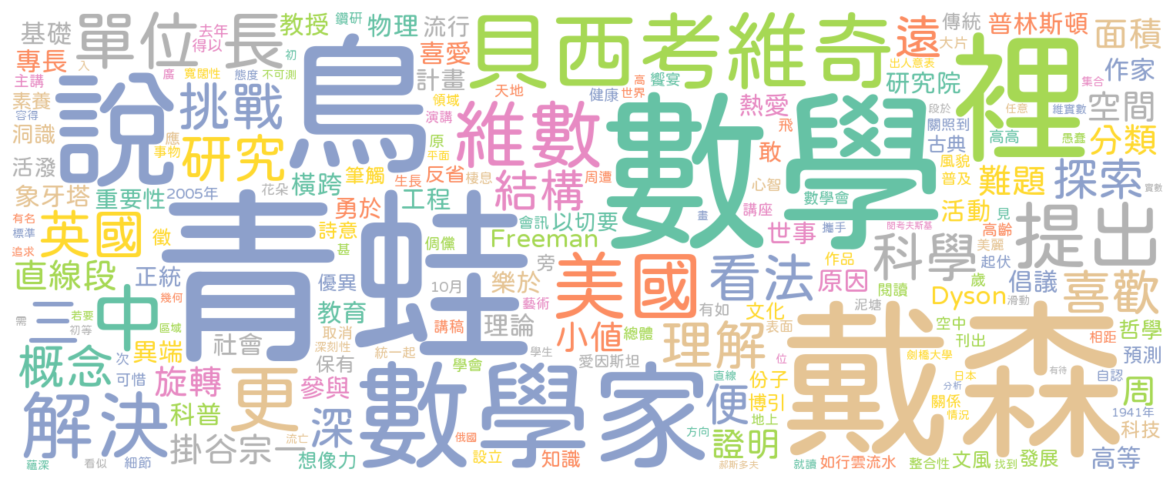 基礎
單位
去年
得以
長
教授
鑽研
物理
流行
貝西考維奇
遠
傳統
大片
普林斯頓
面積
專長
初
入
喜愛
計畫
出人意表
裡
作家
主講
廣
寬闊性
態度
不可測
鳥
天地
饗宴
高
世界
研究院
集合
素養
容得
說
挑戰
領域
演講
健康
熱愛
段於
任意
維實數
空間
洞識
應
事物
研究
原
平面
維數
數學
飛
敢
關照到
古典
高高
愚蠢
分類
活潑
花朵
橫跨
筆觸
反省
棲息
周遭
心智
風貌
普及
難題
探索
實數
象牙塔
重要性
2005年
生長
結構
數學會
講座
活動
見
有名
標準
追求
英國
徵
勇於
詩意
甚
工程
會訊
以切要
畫
攜手
閔考夫斯基
世事
高齡
美麗
提出
青蛙
倜儻
Freeman
科學
起伏
直線段
正統
優異
10月
樂於
旁
美國
看法
原因
作品
歲
倡議
喜歡
幾何
三
中
若要
需
初等
區域
教育
取消
深刻性
講稿
藝術
理論
小值
總體
有如
文化
表面
泥塘
閱讀
Dyson
滑動
空中
刊出
相距
哲學
社會
概念
次
異端
可惜
旋轉
保有
統一起
學會
學生
愛因斯坦
理解
位
戴森
劍橋大學
預測
更
參與
數學家
直線
便
份子
博引
地上
日本
關係
分析
情況
有待
自認
周
1941年
解決
科普
深
掛谷宗一
流亡
想像力
俄國
設立
知識
方向
證明
郝斯多夫
就讀
如行雲流水
整合性
文風
找到
發展
科技
高等
蘊深
看似
細節